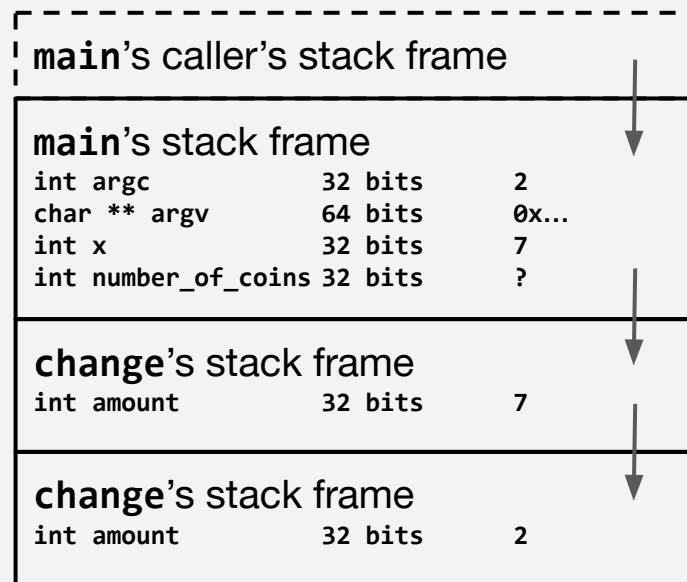 main’s caller’s stack frame
main’s stack frame
int argc 32 bits 2
char ** argv 64 bits 0x…
int x 32 bits 7
int number_of_coins 32 bits ?
change’s stack frame
int amount 32 bits 7
change’s stack frame
int amount 32 bits 2